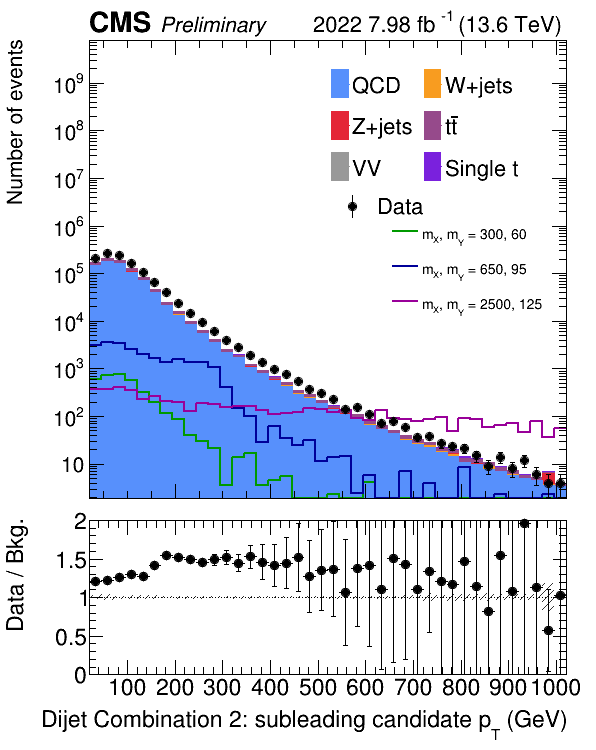 CMS Preliminary 2022 7.98 fb⁻¹ (13.6 TeV)
Number of events
10⁹
10⁸
10⁷
10⁶
10⁵
10⁴
10³
10²
10
QCD W+jets
Z+jets tt̄
VV Single t
Data
m_X, m_Y = 300, 60
m_X, m_Y = 650, 95
m_X, m_Y = 2500, 125
Data / Bkg.
2
1.5
1
0.5
0
100 200 300 400 500 600 700 800 900 1000
Dijet Combination 2: subleading candidate p_T (GeV)